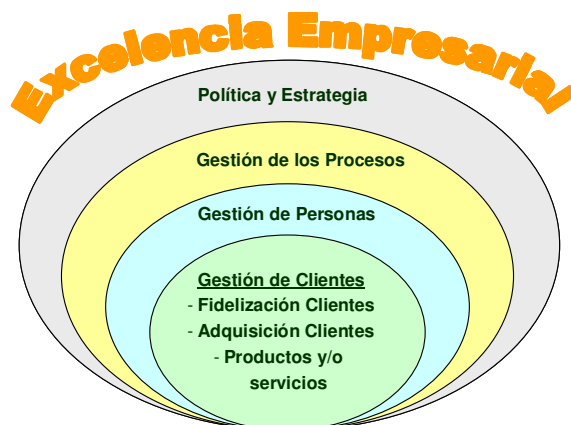 Excelencia Empresarial
Política y Estrategia
Gestión de los Procesos
Gestión de Personas
Gestión de Clientes
- Fidelización Clientes
- Adquisición Clientes
- Productos y/o
servicios